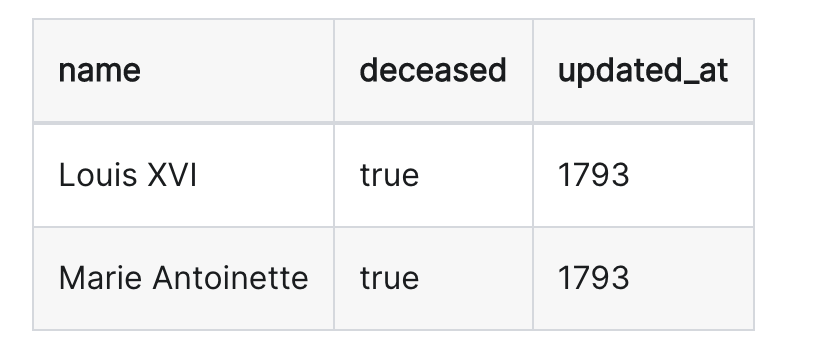 name deceased updated_at
Louis XVI true 1793
Marie Antoinette true 1793